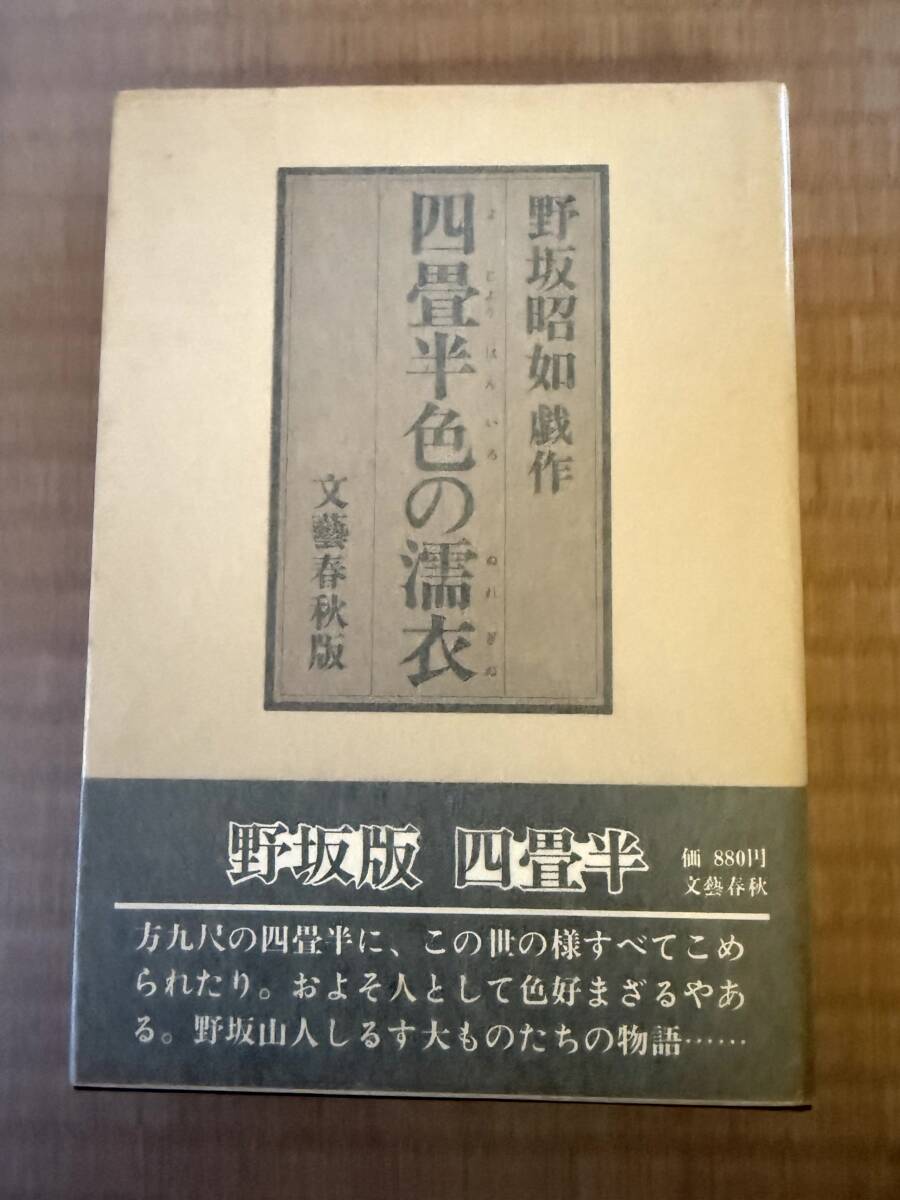 野坂昭如 戯作
四畳半色の濡衣
よじょうはんいろ ぬれぎぬ
文藝春秋版
野坂版 四畳半
価 880円
文藝春秋
方九尺の四畳半に、この世の様すべてこめ
られたり。およそ人として色好まざるやあ
る。野坂山人しるす大ものたちの物語……